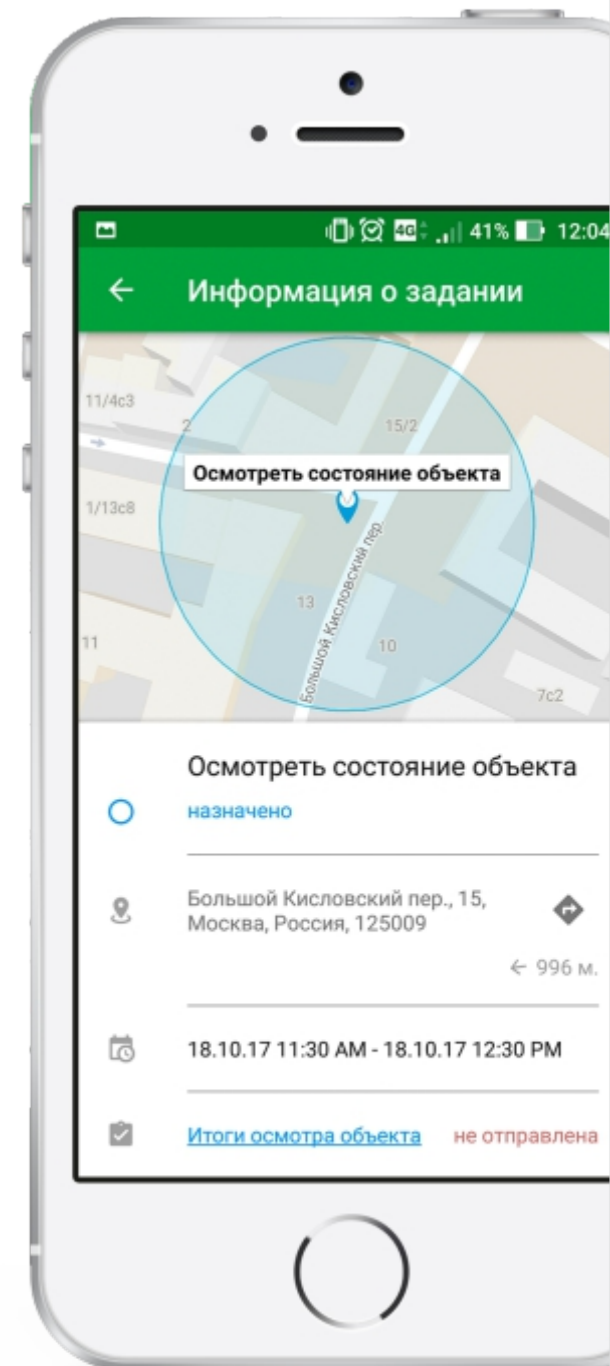 4G 41% 12:04
Информация о задании
11/4с3
2
15/2
Осмотреть состояние объекта
1/13с8
Большой Кисловский пер.
13
11
10
7с2
Осмотреть состояние объекта
назначено
Большой Кисловский пер., 15,
Москва, Россия, 125009
996 м.
18.10.17 11:30 AM - 18.10.17 12:30 PM
Итоги осмотра объекта не отправлена